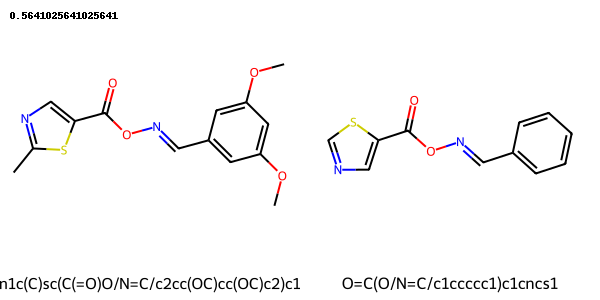 0.5641025641025641
n1c(C)sc(C(=O)O/N=C/c2cc(OC)cc(OC)c2)c1
O=C(O/N=C/c1ccccc1)c1cncs1
O
O
N
N
S
O
O
S
N
O
O
N